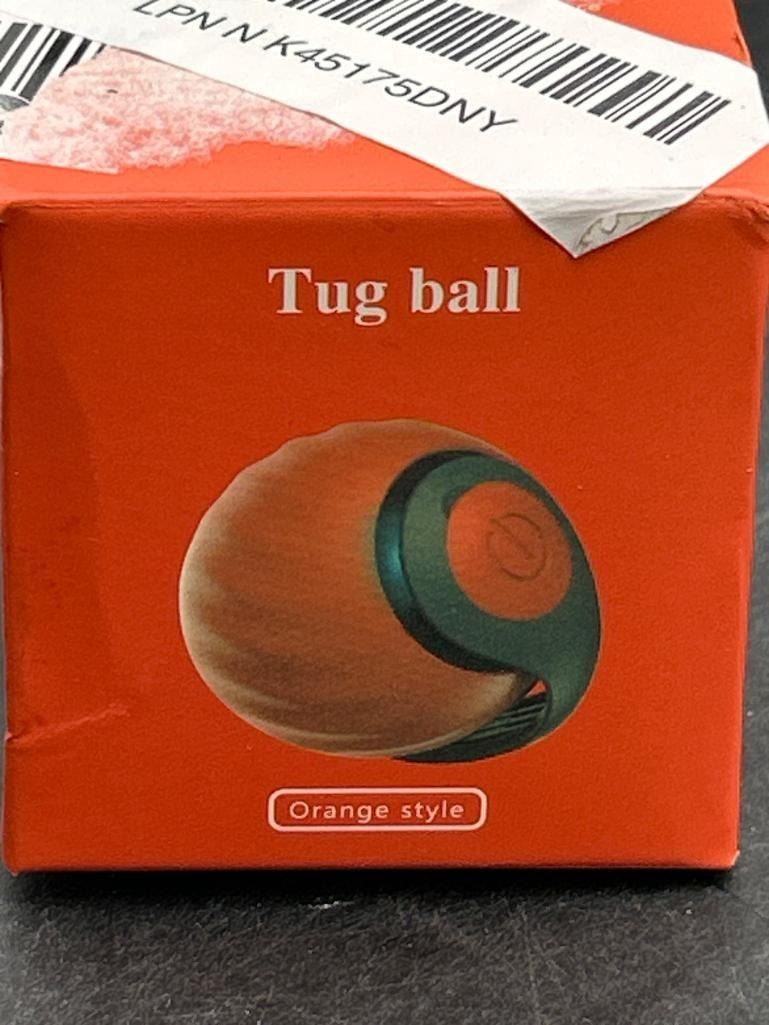 LPN N K45175DNY
Tug ball
Orange style